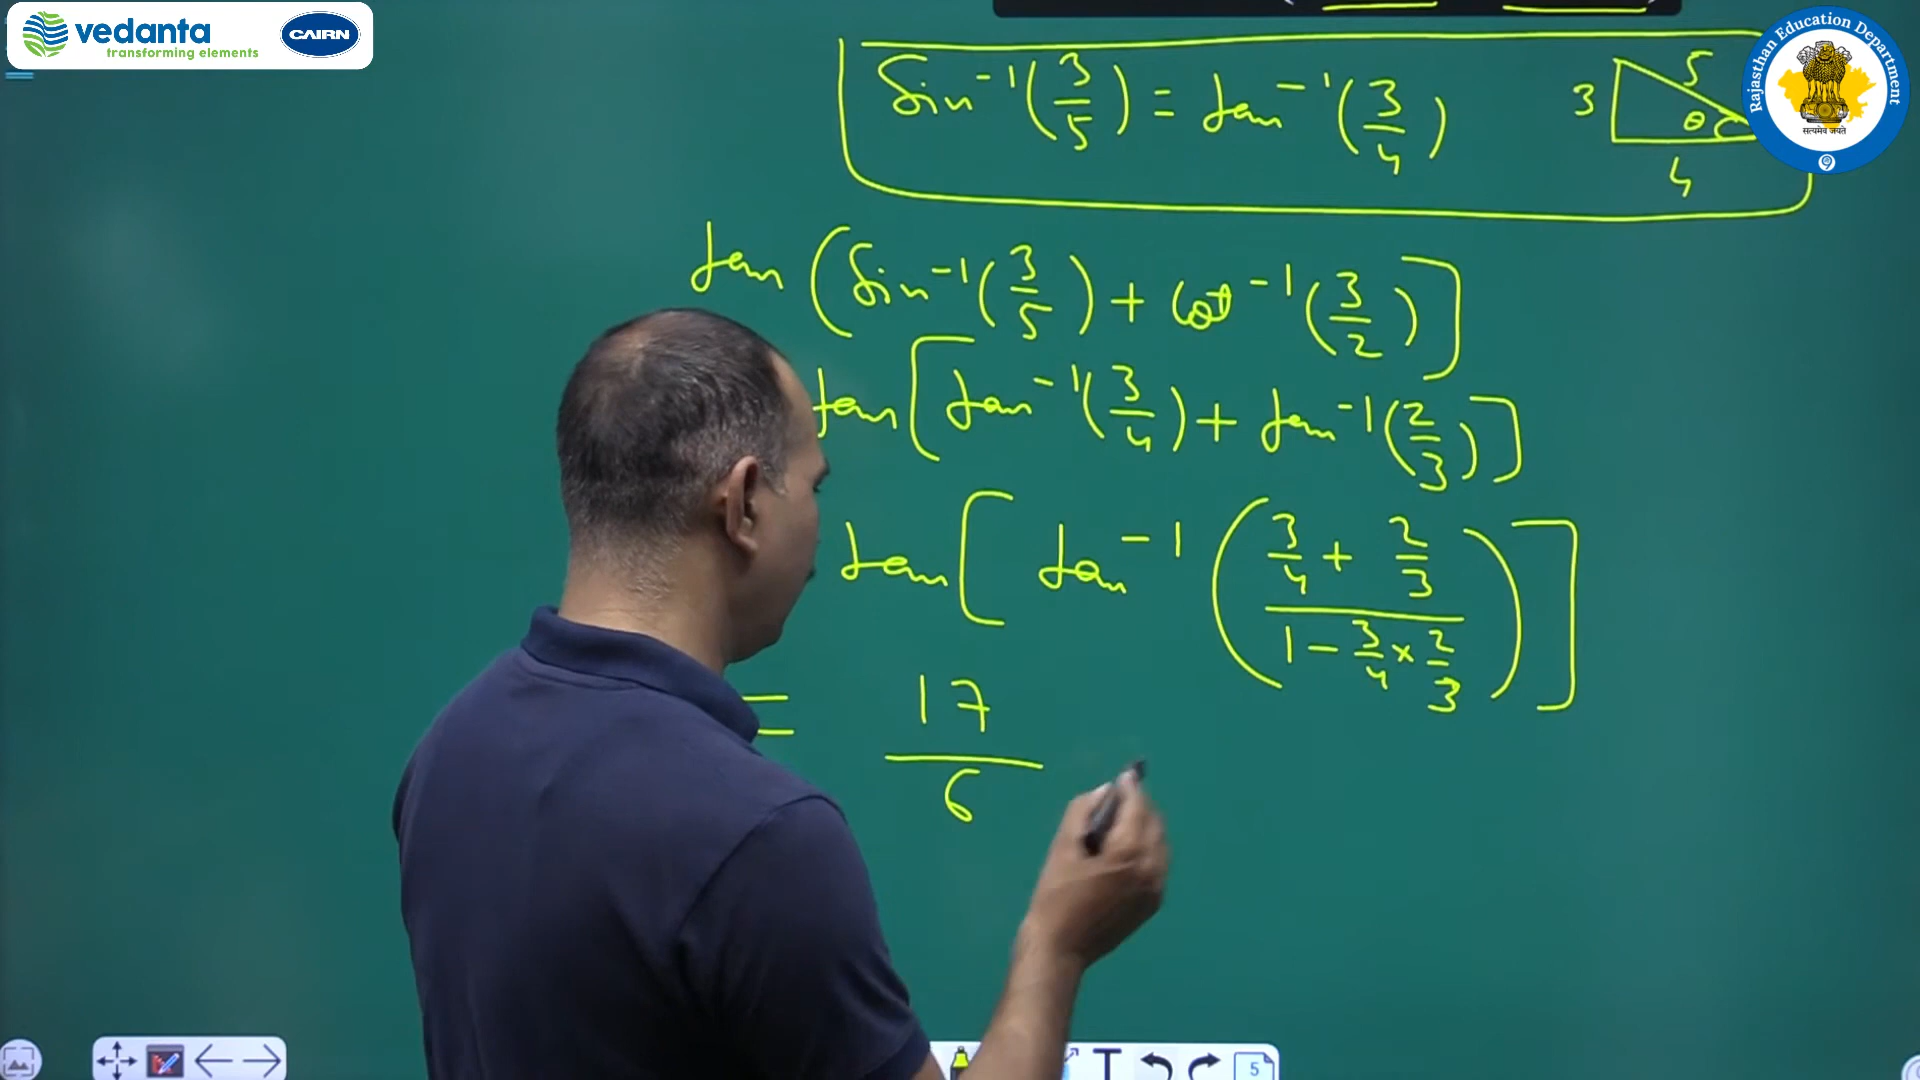 vedanta
transforming elements
CAIRN
Rajasthan Education Department
सत्यमेव जयते
sin⁻¹(3/5) = tan⁻¹(3/4)
3 5 θ 4
tan(sin⁻¹(3/5) + cot⁻¹(3/2)]
tan[tan⁻¹(3/4) + tan⁻¹(2/3)]
tan[tan⁻¹((3/4 + 2/3)/(1 - 3/4 × 2/3))]
= 17/6
T 5